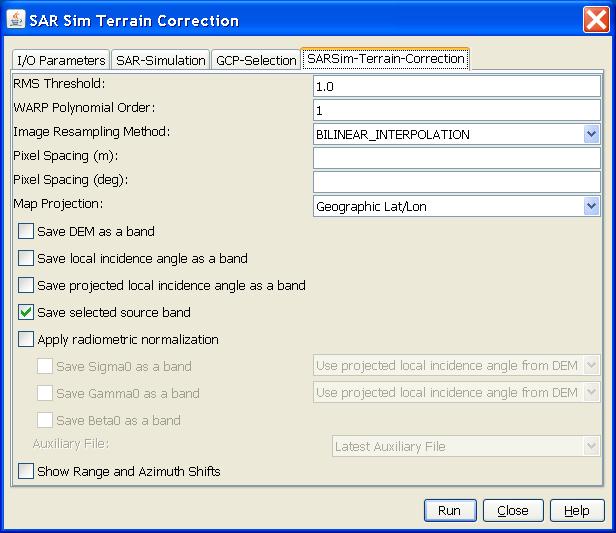 SAR Sim Terrain Correction
I/O Parameters SAR-Simulation GCP-Selection SARSim-Terrain-Correction
RMS Threshold: 1.0
WARP Polynomial Order: 1
Image Resampling Method: BILINEAR_INTERPOLATION
Pixel Spacing (m):
Pixel Spacing (deg):
Map Projection: Geographic Lat/Lon
Save DEM as a band
Save local incidence angle as a band
Save projected local incidence angle as a band
Save selected source band
Apply radiometric normalization
Save Sigma0 as a band Use projected local incidence angle from DEM
Save Gamma0 as a band Use projected local incidence angle from DEM
Save Beta0 as a band
Auxiliary File: Latest Auxiliary File
Show Range and Azimuth Shifts
Run Close Help